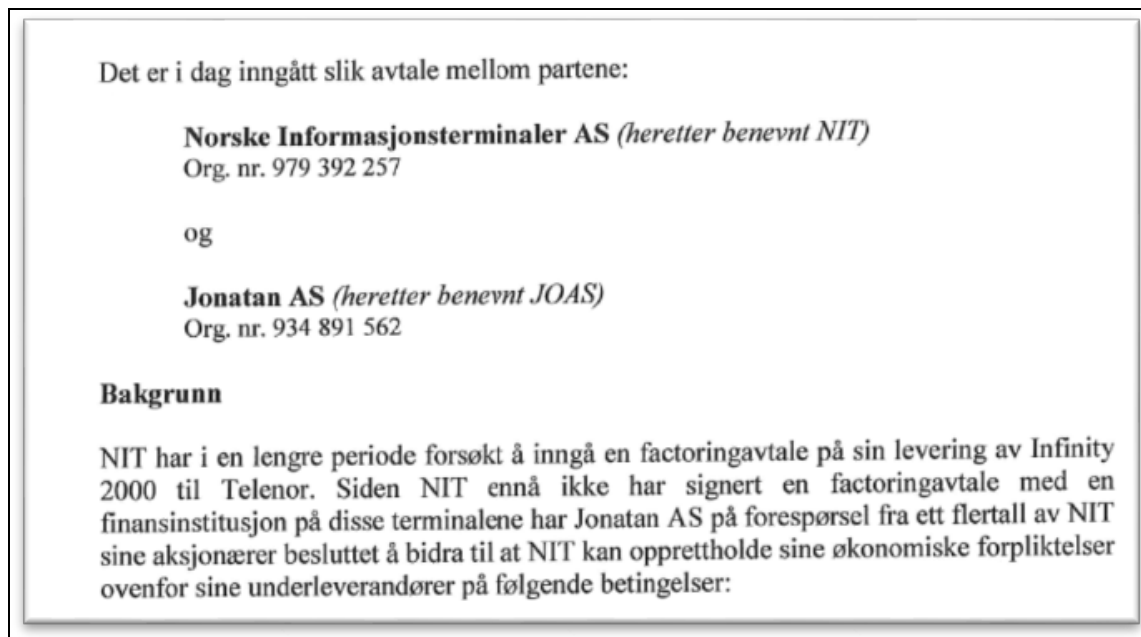 Det er i dag inngått slik avtale mellom partene:
Norske Informasjonsterminaler AS (heretter benevnt NIT)
Org. nr. 979 392 257
og
Jonatan AS (heretter benevnt JOAS)
Org. nr. 934 891 562
Bakgrunn
NIT har i en lengre periode forsøkt å inngå en factoringavtale på sin levering av Infinity
2000 til Telenor. Siden NIT ennå ikke har signert en factoringavtale med en
finansinstitusjon på disse terminalene har Jonatan AS på forespørsel fra ett flertall av NIT
sine aksjonærer besluttet å bidra til at NIT kan opprettholde sine økonomiske forpliktelser
ovenfor sine underleverandører på følgende betingelser: